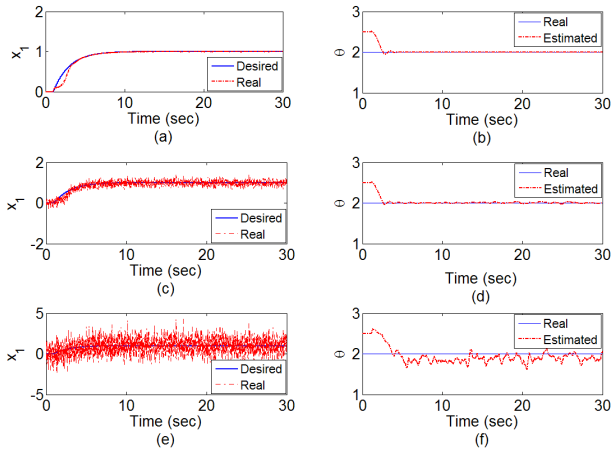 2
x1
1
0
Desired
Real
0
10
20
30
Time (sec)
(a)
3
θ
2
1
Real
Estimated
0
10
20
30
Time (sec)
(b)
2
x1
0
-2
Desired
Real
0
10
20
30
Time (sec)
(c)
3
θ
2
1
Real
Estimated
0
10
20
30
Time (sec)
(d)
5
x1
0
-5
Desired
Real
0
10
20
30
Time (sec)
(e)
3
θ
2
1
Real
Estimated
0
10
20
30
Time (sec)
(f)